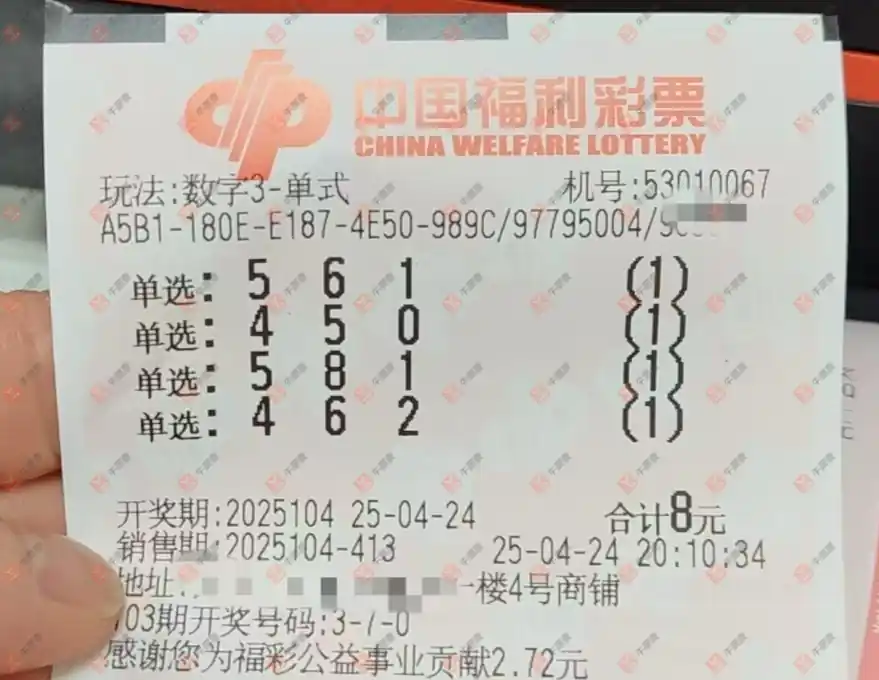 中国福利彩票
CHINA WELFARE LOTTERY
玩法:数字3-单式 机号:53010067
A5B1-180E-E187-4E50-989C/97795004/
单选: 5 6 1 (1)
单选: 4 5 0 (1)
单选: 5 8 1 (1)
单选: 4 6 2 (1)
开奖期:2025104 25-04-24 合计8元
销售期:2025104-413 25-04-24 20:10:34
地址: 一楼4号商铺
103期开奖号码:3-7-0
感谢您为福彩公益事业贡献2.72元